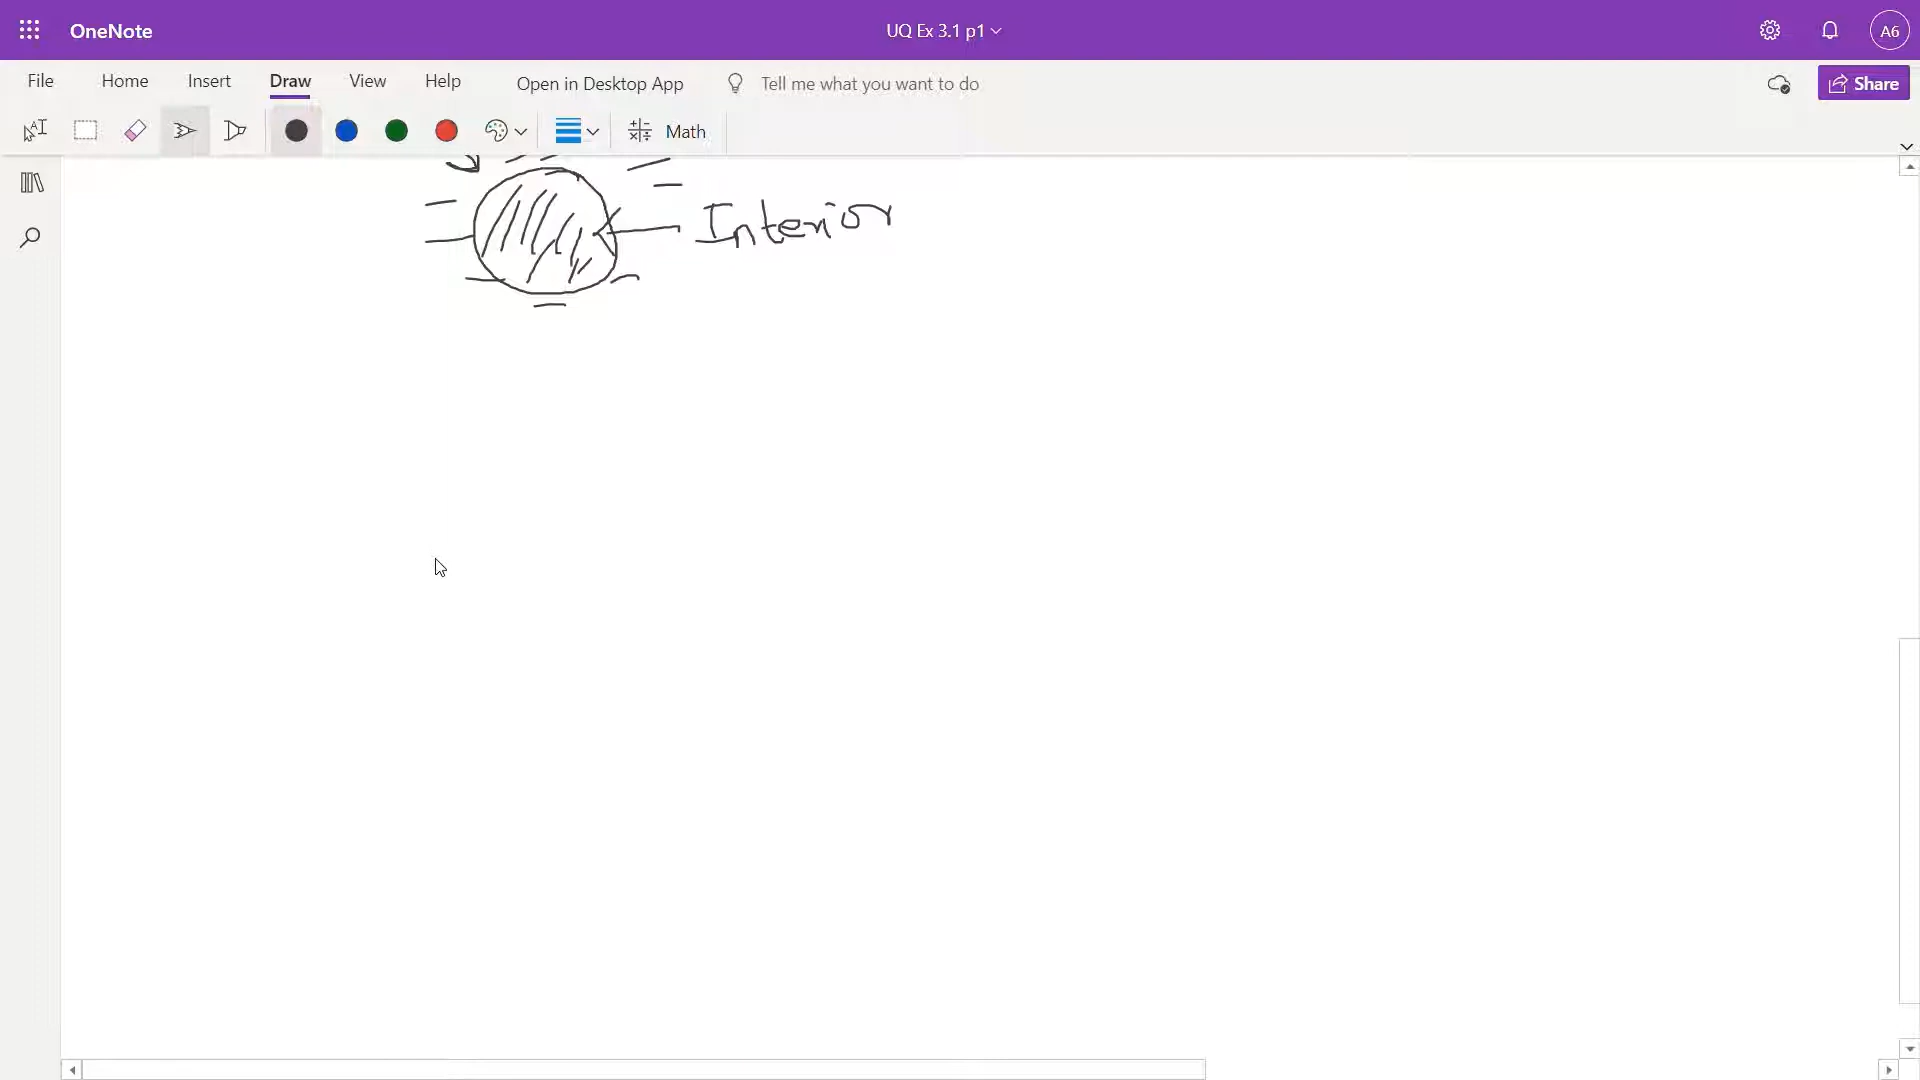 OneNote
UQ Ex 3.1 p1
A6
File Home Insert Draw View Help Open in Desktop App Tell me what you want to do
Share
Math
Interior